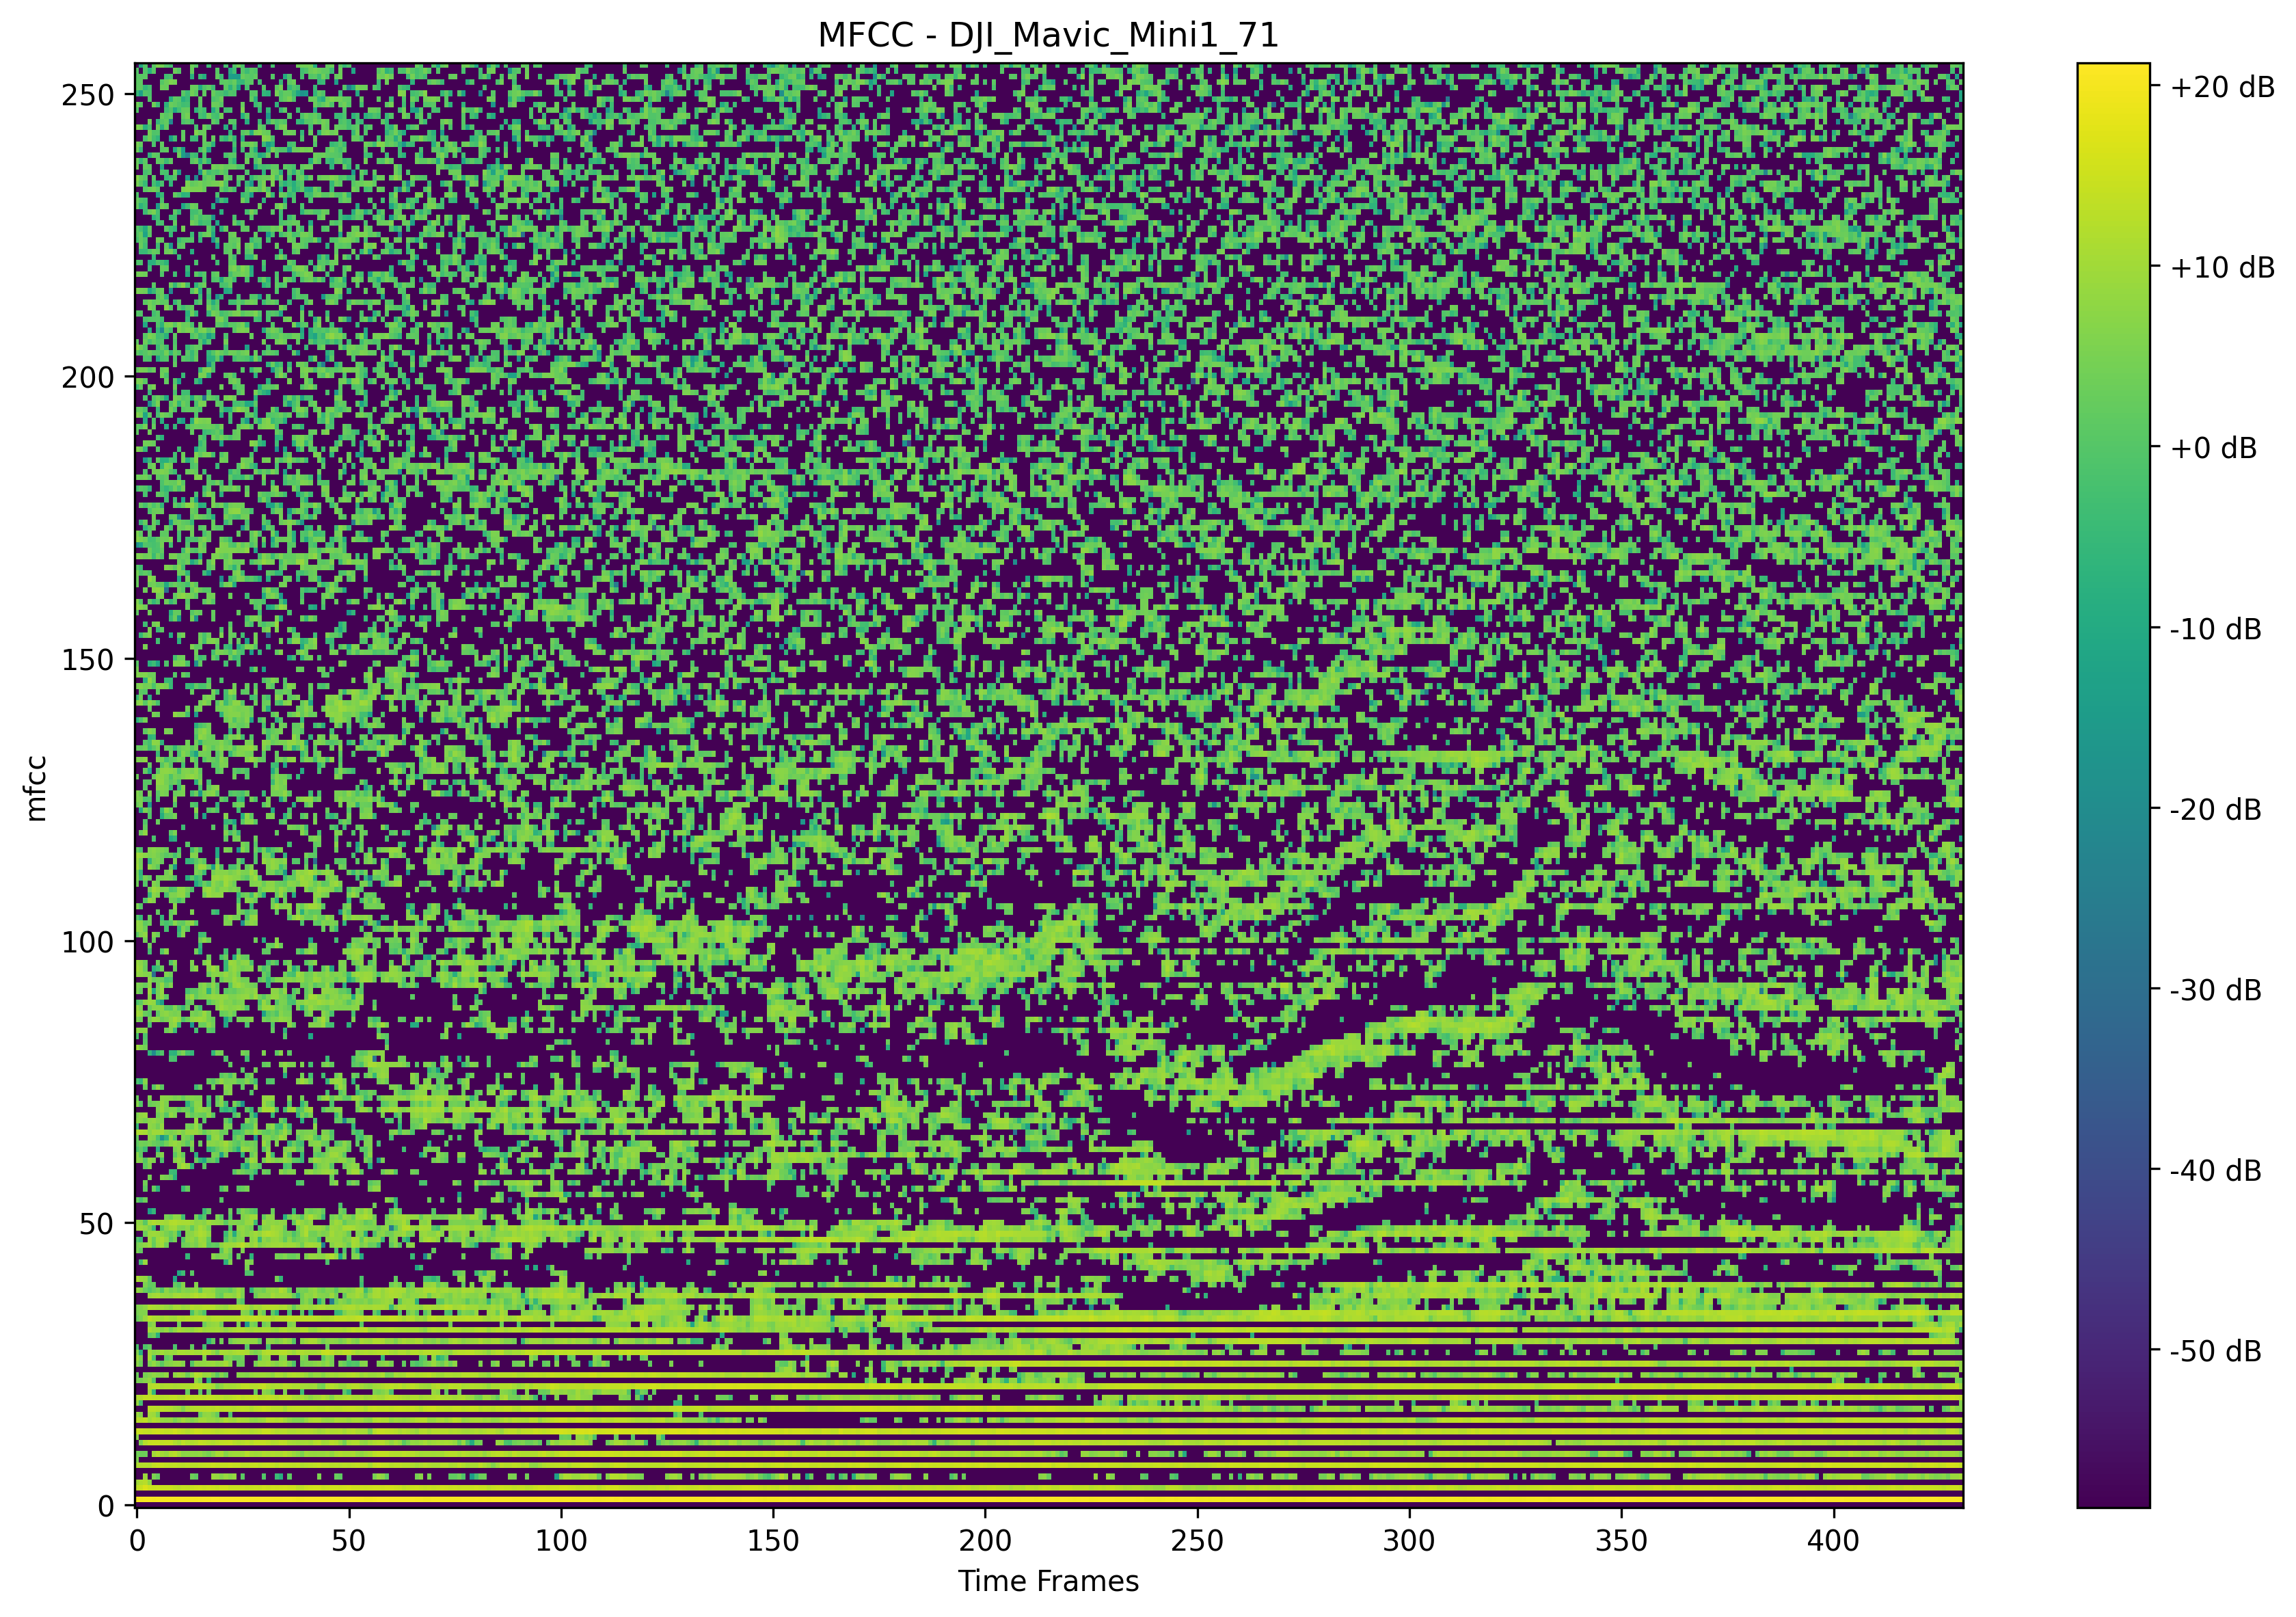 MFCC - DJI_Mavic_Mini1_71
250
200
150
100
50
0
mfcc
0 50 100 150 200 250 300 350 400
Time Frames
+20 dB
+10 dB
+0 dB
-10 dB
-20 dB
-30 dB
-40 dB
-50 dB